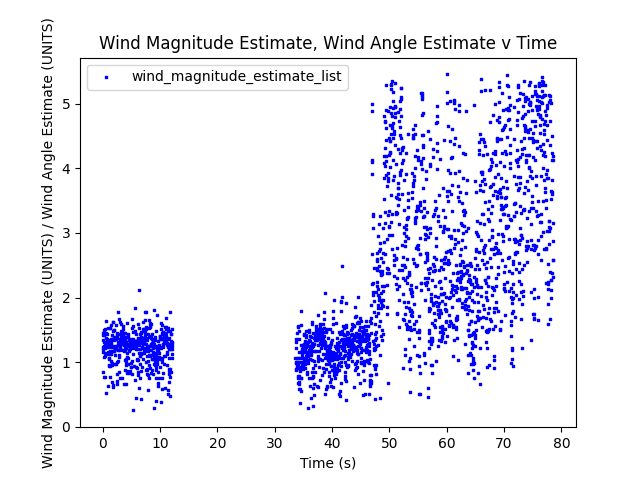 Wind Magnitude Estimate, Wind Angle Estimate v Time
wind_magnitude_estimate_list
Wind Magnitude Estimate (UNITS) / Wind Angle Estimate (UNITS)
5
4
3
2
1
0
0 10 20 30 40 50 60 70 80
Time (s)